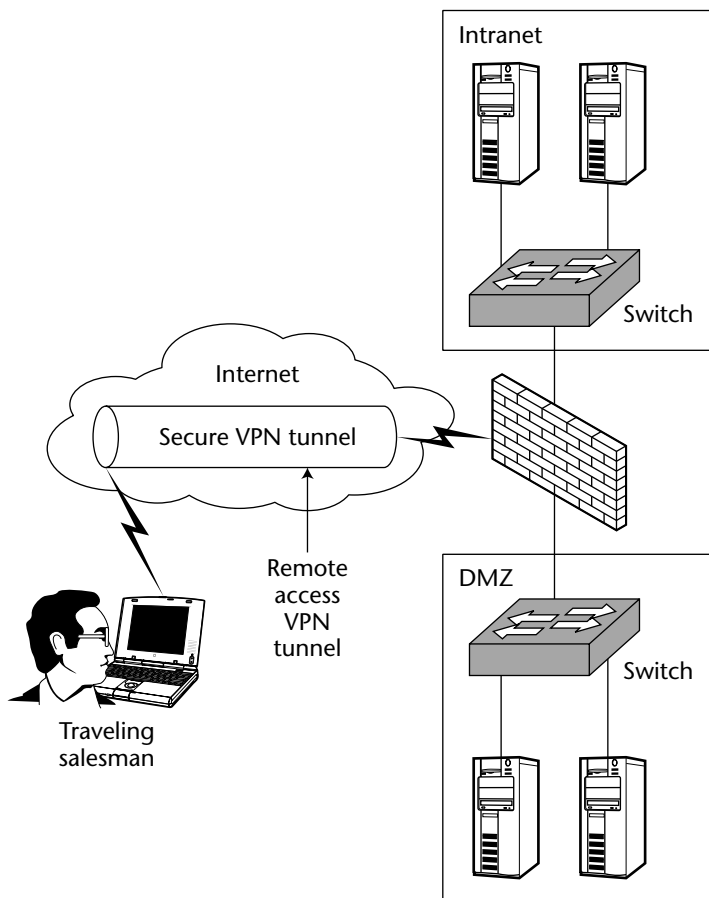 Intranet
Switch
Internet
Secure VPN tunnel
Remote
access
VPN
tunnel
Traveling
salesman
DMZ
Switch